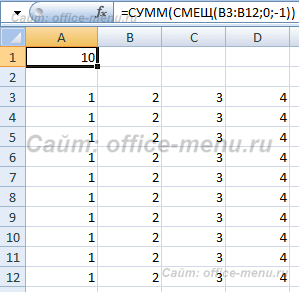 fx =СУММ(СМЕЩ(B3:B12;0;-1))
A B C D
1 10
2
3 1 2 3 4
4 1 2 3 4
5 1 2 3 4
6 1 2 3 4
7 1 2 3 4
8 1 2 3 4
9 1 2 3 4
10 1 2 3 4
11 1 2 3 4
12 1 2 3 4
Сайт: office-menu.ru
Сайт: office-menu.ru
Сайт: office-menu.ru